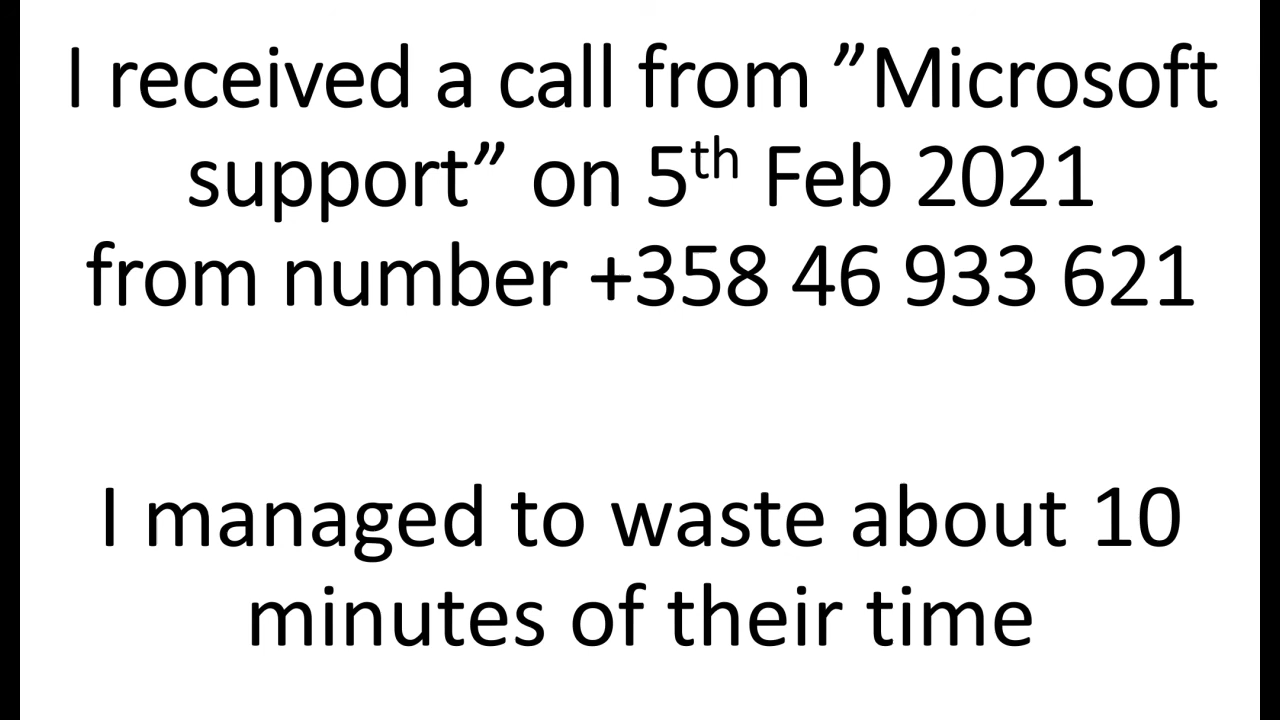 I received a call from ”Microsoft
support” on 5th Feb 2021
from number +358 46 933 621
I managed to waste about 10
minutes of their time